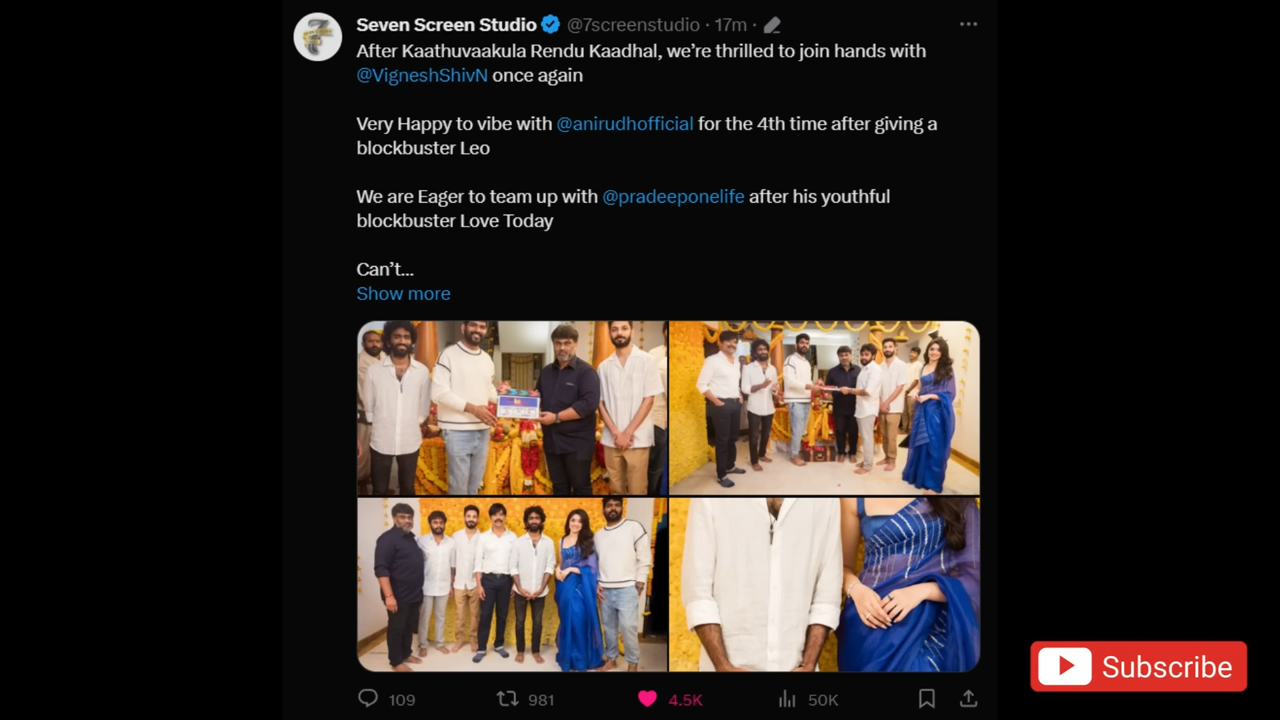 Seven Screen Studio @7screenstudio · 17m ·
After Kaathuvaakula Rendu Kaadhal, we’re thrilled to join hands with
@VigneshShivN once again
Very Happy to vibe with @anirudhofficial for the 4th time after giving a
blockbuster Leo
We are Eager to team up with @pradeeponelife after his youthful
blockbuster Love Today
Can’t...
Show more
109 981 4.5K 50K
Subscribe